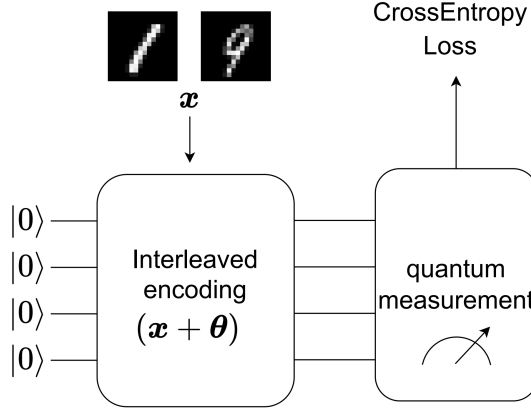 CrossEntropy
Loss
x
|0⟩
|0⟩
|0⟩
|0⟩
Interleaved
encoding
(x + θ)
quantum
measurement